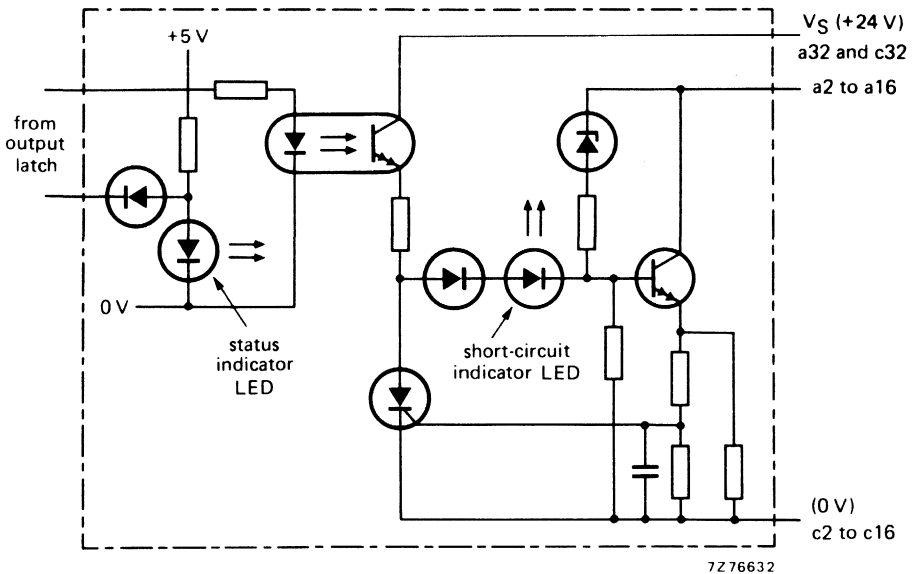 +5 V
V_S (+24 V)
a32 and c32
a2 to a16
from
output
latch
0 V
status
indicator
LED
short-circuit
indicator LED
(0 V)
c2 to c16
7Z76632